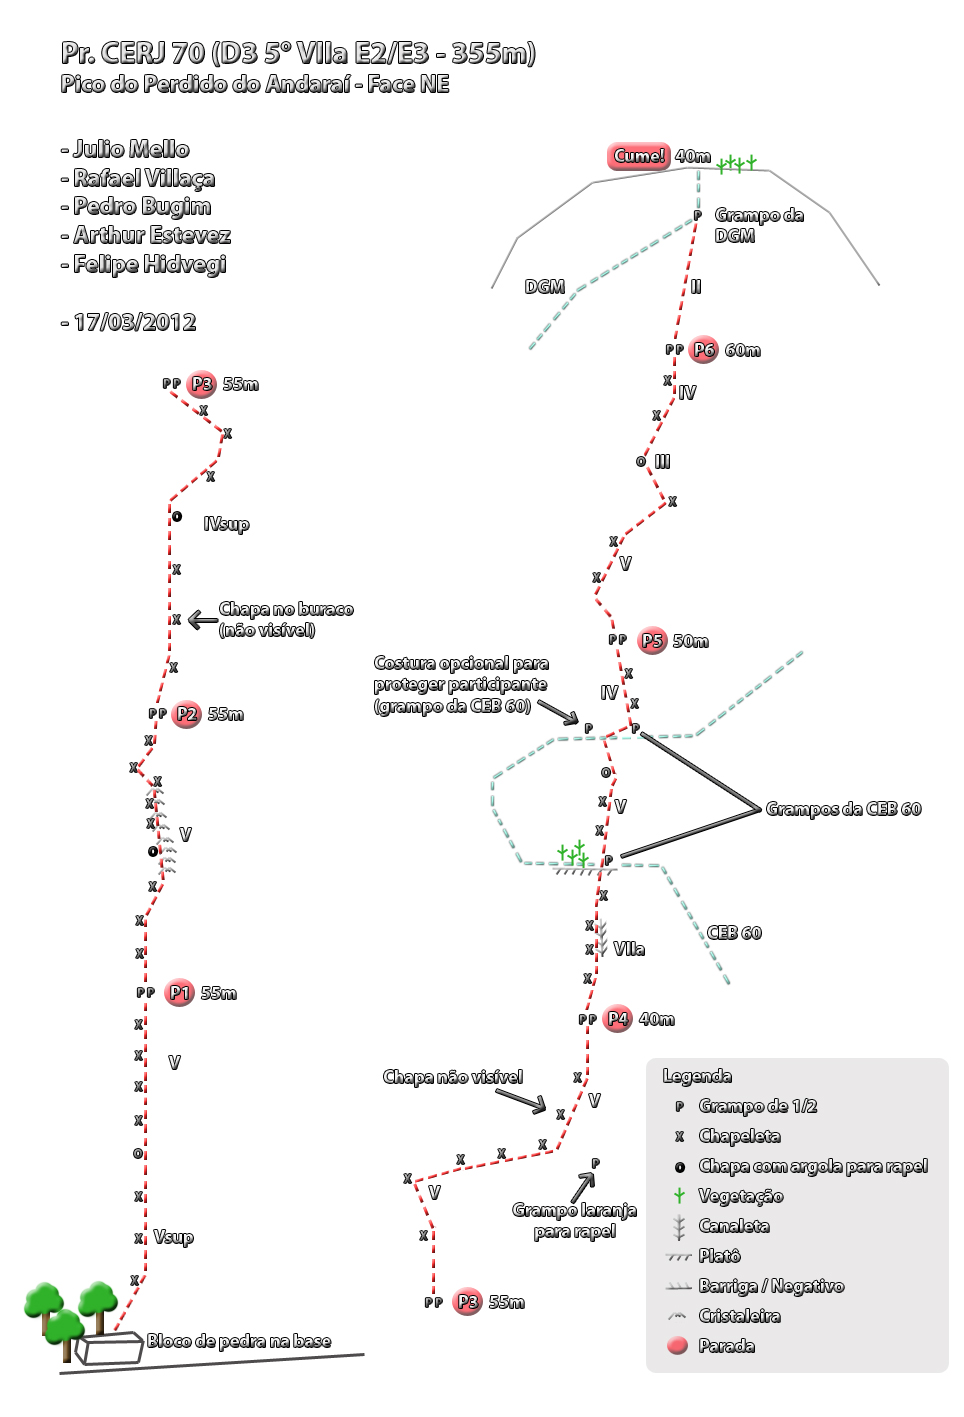 Pr. CERJ 70 (D3 5º VIIa E2/E3 - 355m)
Pico do Perdido do Andaraí - Face NE
- Julio Mello
- Rafael Villaça
- Pedro Bugim
- Arthur Estevez
- Felipe Hidvegi
- 17/03/2012
P P P3 55m
X
X
X
O
IVsup
X
Chapa no buraco
(não visível)
X
X
P P P2 55m
X
X
X
X
X
V
O
X
X
X
P P P1 55m
X
X
V
X
X
O
X
X Vsup
X
Bloco de pedra na base
Cume! 40m
P Grampo da
DGM
DGM
II
P P P6 60m
X
IV
X
O III
X
X
V
X
P P P5 50m
Costura opcional para
proteger participante
(grampo da CEB 60)
X
IV
X
P P
O
X V
Grampos da CEB 60
X
P
X
X
CEB 60
X VIIa
X
P P P4 40m
Chapa não visível
X
V
X
X
X
X
P
X
V
Grampo laranja
para rapel
X
P P P3 55m
Legenda
P Grampo de 1/2
X Chapeleta
O Chapa com argola para rapel
Vegetação
Canaleta
Platô
Barriga / Negativo
Cristaleira
Parada